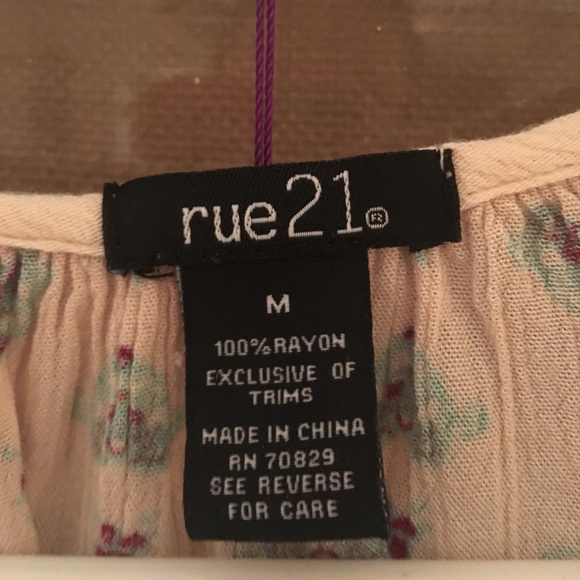 rue21®
M
100% RAYON
EXCLUSIVE OF
TRIMS
MADE IN CHINA
RN 70829
SEE REVERSE
FOR CARE